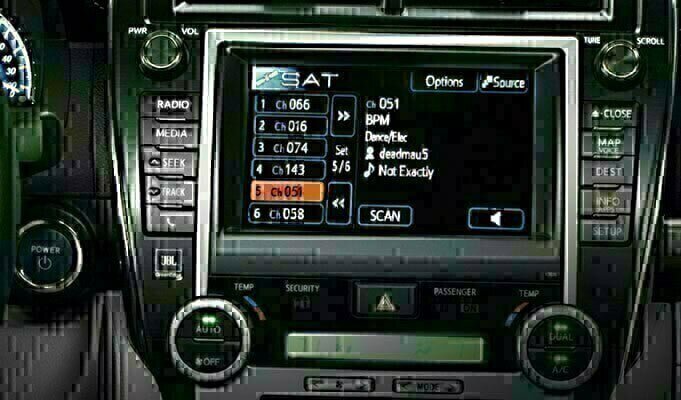 PWR VOL
TUNE SCROLL
SAT
Options
Source
1 Ch 066
2 Ch 016
3 Ch 074
4 Ch 143
5 Ch 051
6 Ch 058
>>
Set
5/6
<<
Ch 051
BPM
Dance/Elec
deadmau5
Not Exactly
SCAN
RADIO
MEDIA
SEEK
TRACK
JBL
CLOSE
MAP
VOICE
DEST
INFO
SETUP
POWER
TEMP
SECURITY
PASSENGER
TEMP
AUTO
OFF
DUAL
A/C
MODE